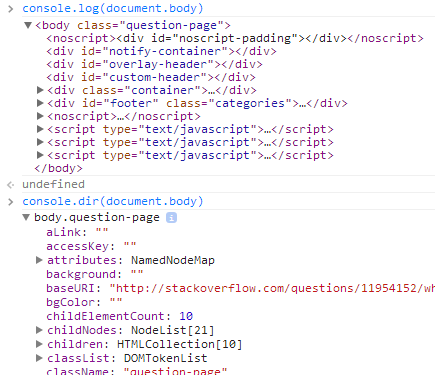 console.log(document.body)
<body class="question-page">
<noscript><div id="noscript-padding"></div></noscript>
<div id="notify-container"></div>
<div id="overlay-header"></div>
<div id="custom-header"></div>
<div class="container">…</div>
<div id="footer" class="categories">…</div>
<noscript>…</noscript>
<script type="text/javascript">…</script>
<script type="text/javascript">…</script>
<script type="text/javascript">…</script>
</body>
undefined
console.dir(document.body)
body.question-page i
aLink: ""
accessKey: ""
attributes: NamedNodeMap
background: ""
baseURI: "http://stackoverflow.com/questions/11954152/wh
bgColor: ""
childElementCount: 10
childNodes: NodeList[21]
children: HTMLCollection[10]
classList: DOMTokenList
className: "question-page"